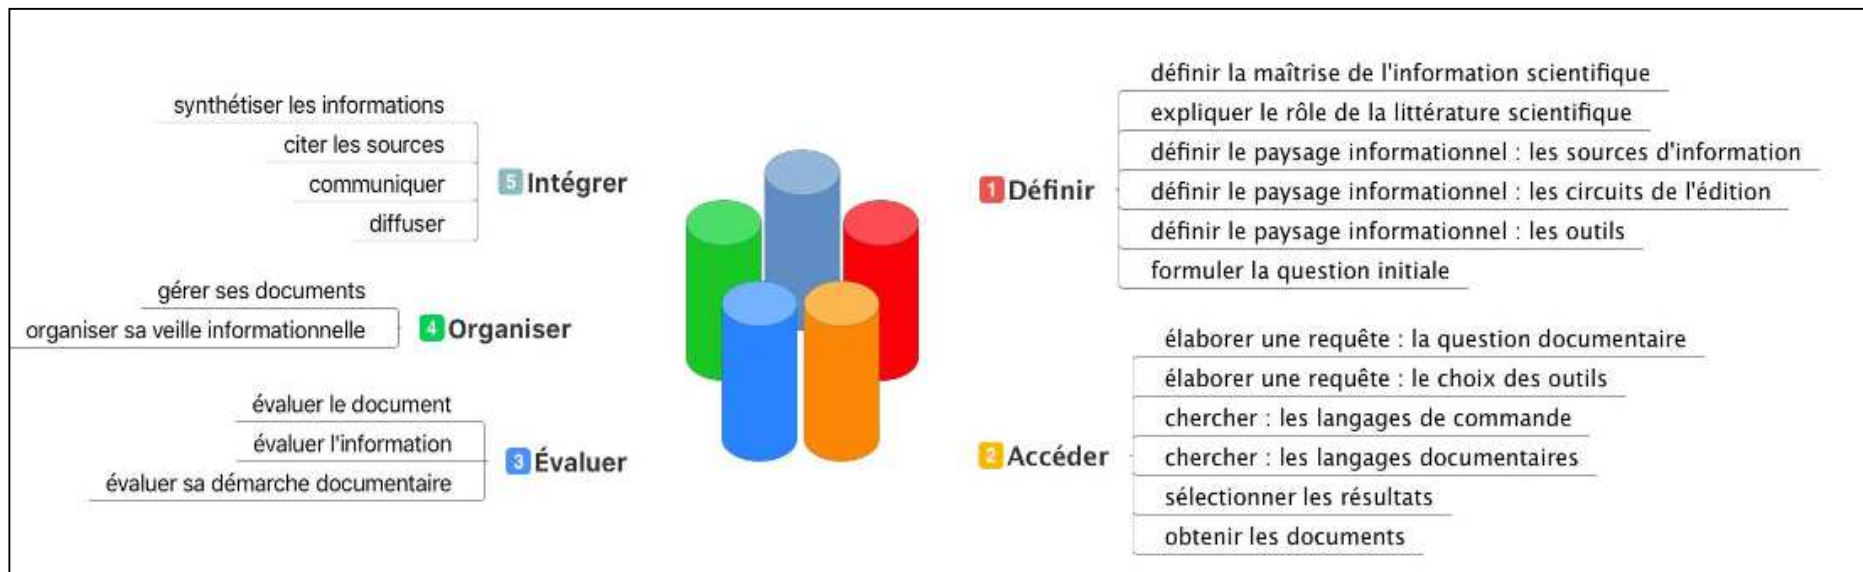 1 Définir
définir la maîtrise de l'information scientifique
expliquer le rôle de la littérature scientifique
définir le paysage informationnel : les sources d'information
définir le paysage informationnel : les circuits de l'édition
définir le paysage informationnel : les outils
formuler la question initiale
2 Accéder
élaborer une requête : la question documentaire
élaborer une requête : le choix des outils
chercher : les langages de commande
chercher : les langages documentaires
sélectionner les résultats
obtenir les documents
3 Évaluer
évaluer le document
évaluer l'information
évaluer sa démarche documentaire
4 Organiser
gérer ses documents
organiser sa veille informationnelle
5 Intégrer
synthétiser les informations
citer les sources
communiquer
diffuser